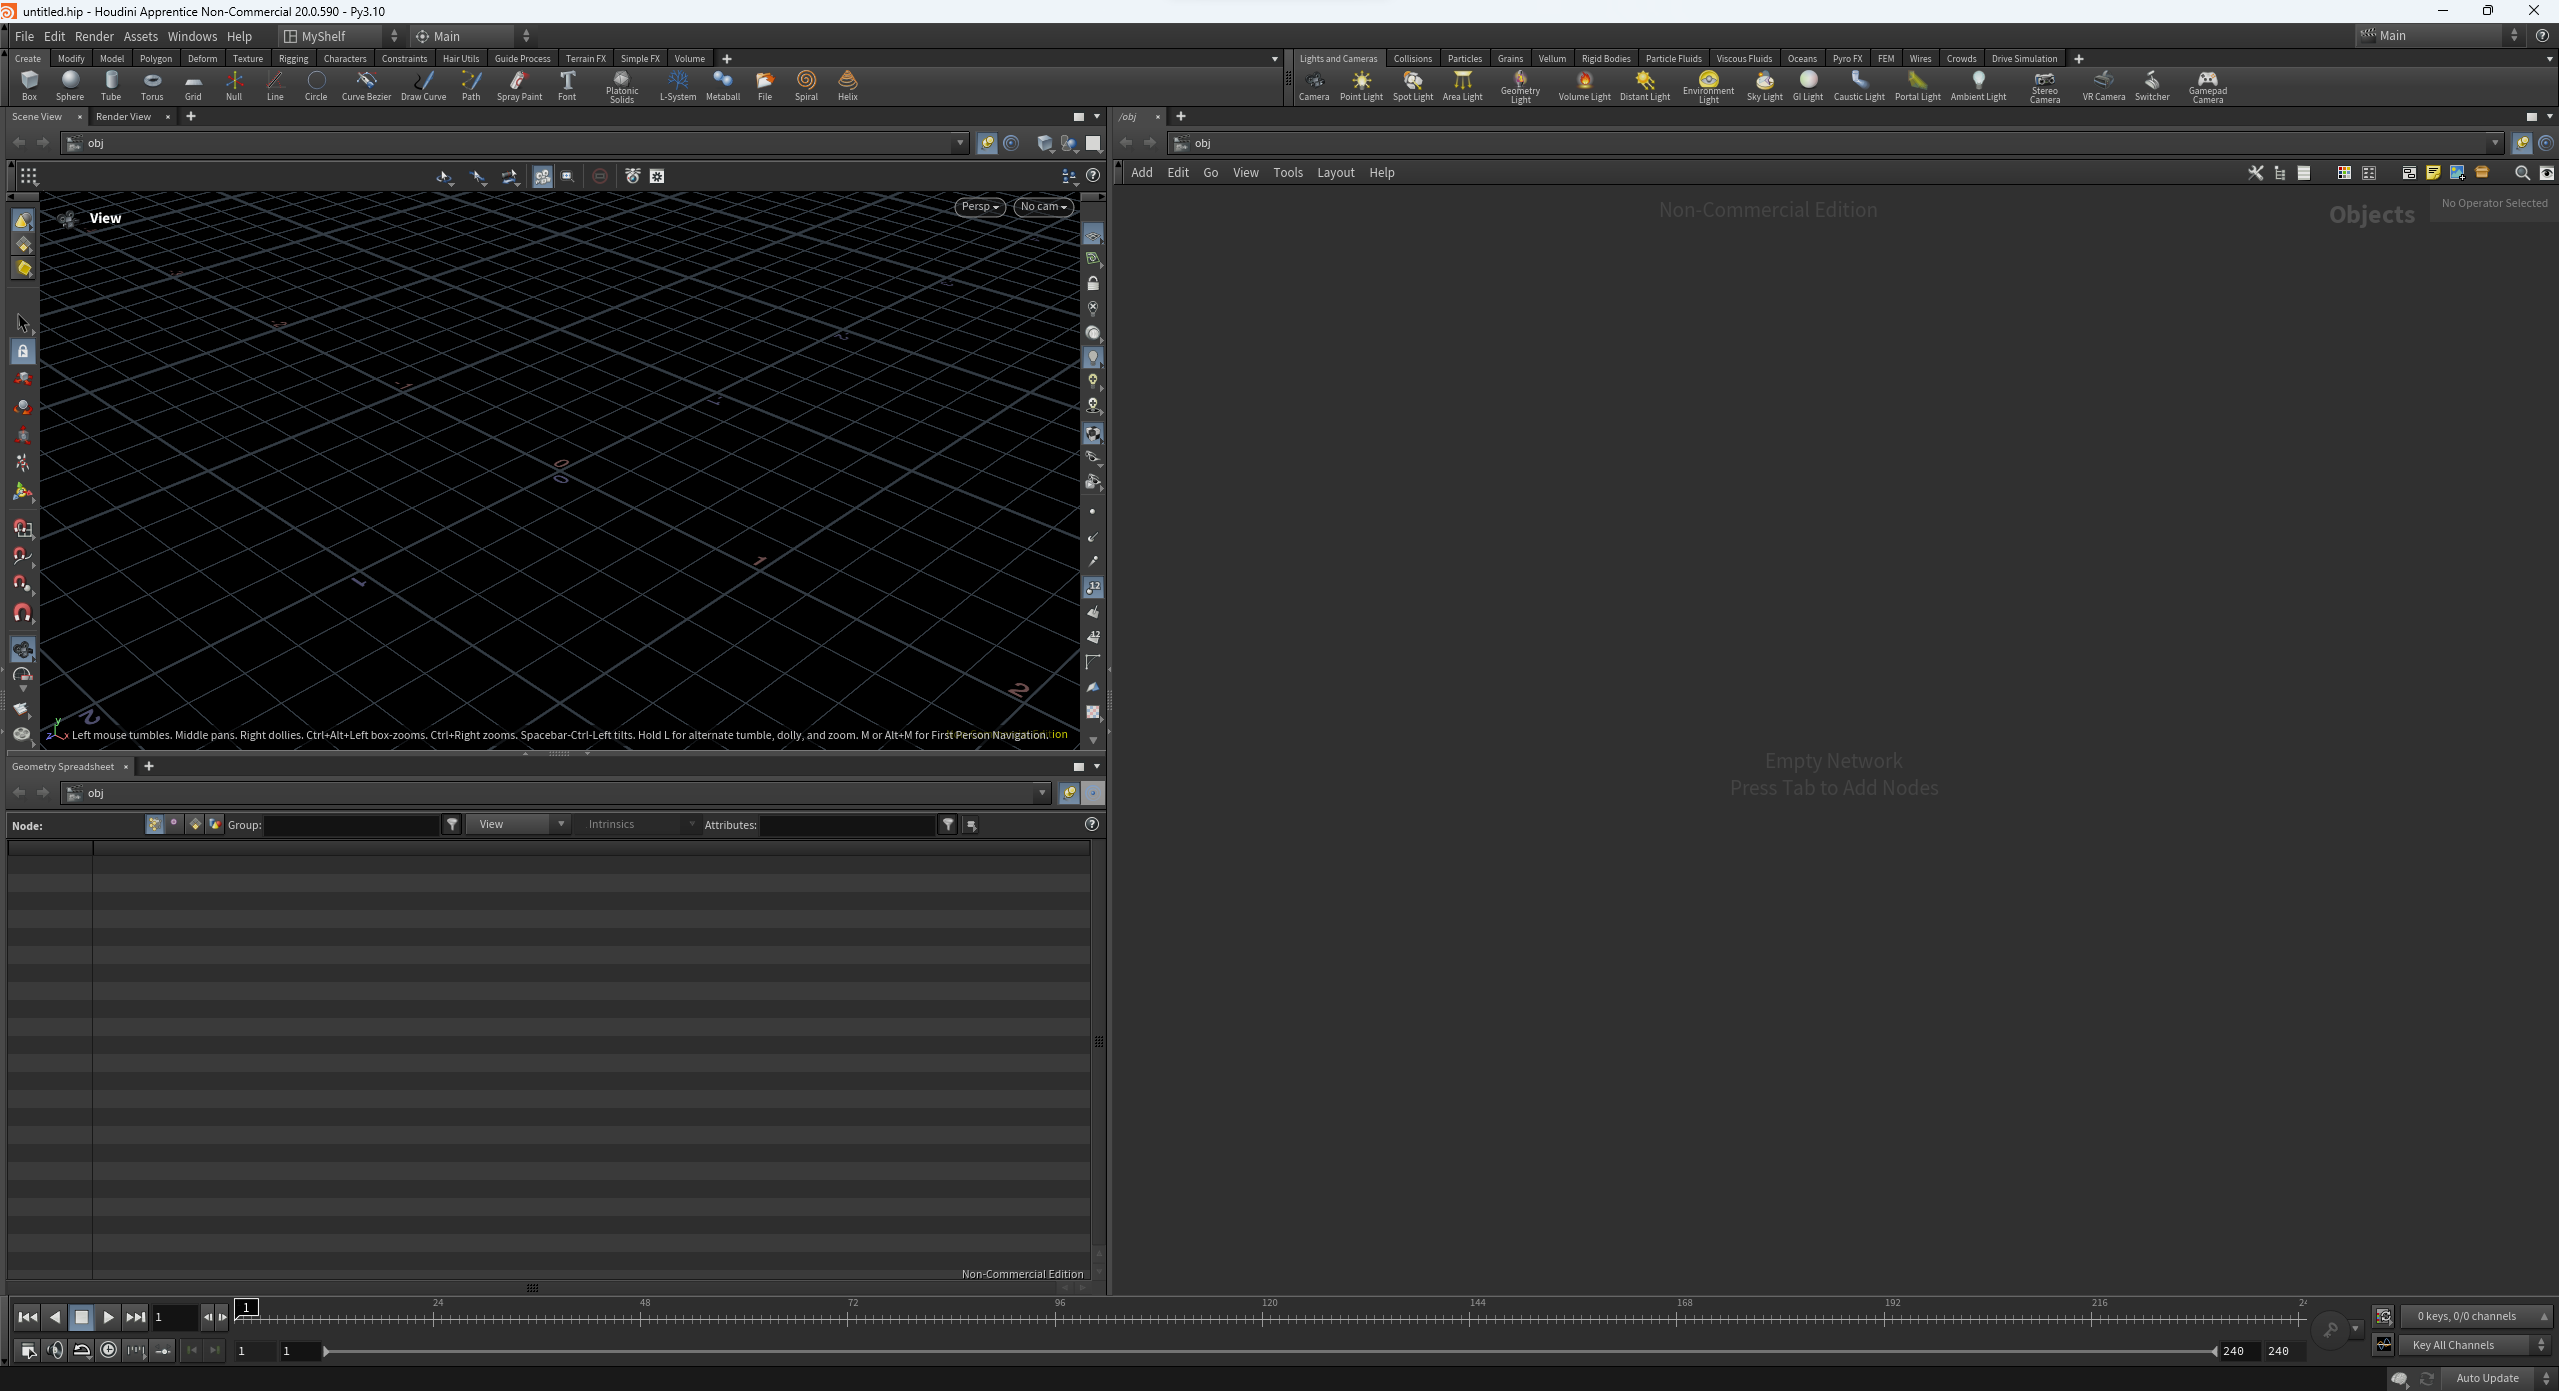 untitled.hip - Houdini Apprentice Non-Commercial 20.0.590 - Py3.10
File Edit Render Assets Windows Help MyShelf Main Main
Create Modify Model Polygon Deform Texture Rigging Characters Constraints Hair Utils Guide Process Terrain FX Simple FX Volume
Lights and Cameras Collisions Particles Grains Vellum Rigid Bodies Particle Fluids Viscous Fluids Oceans Pyro FX FEM Wires Crowds Drive Simulation
Box Sphere Tube Torus Grid Null Line Circle Curve Bezier Draw Curve Path Spray Paint Font Platonic Solids L-System Metaball File Spiral Helix
Camera Point Light Spot Light Area Light Geometry Light Volume Light Distant Light Environment Light Sky Light GI Light Caustic Light Portal Light Ambient Light Stereo Camera VR Camera Switcher Gamepad Camera
Scene View Render View
obj
View
Persp No cam
0
0
1
1
2
2
12
12
y
z x
Left mouse tumbles. Middle pans. Right dollies. Ctrl+Alt+Left box-zooms. Ctrl+Right zooms. Spacebar-Ctrl-Left tilts. Hold L for alternate tumble, dolly, and zoom. M or Alt+M for First Person Navigation.
Geometry Spreadsheet
obj
Node: Group: View Intrinsics Attributes:
Non-Commercial Edition
/obj
obj
Add Edit Go View Tools Layout Help
Non-Commercial Edition
Objects
No Operator Selected
Empty Network
Press Tab to Add Nodes
1 1 24 48 72 96 120 144 168 192 216
0 keys, 0/0 channels
1 1 240 240
Key All Channels
Auto Update